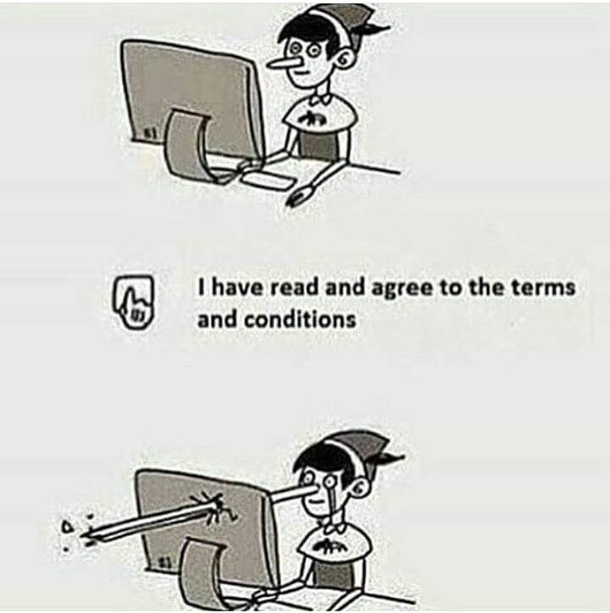 I have read and agree to the terms
and conditions